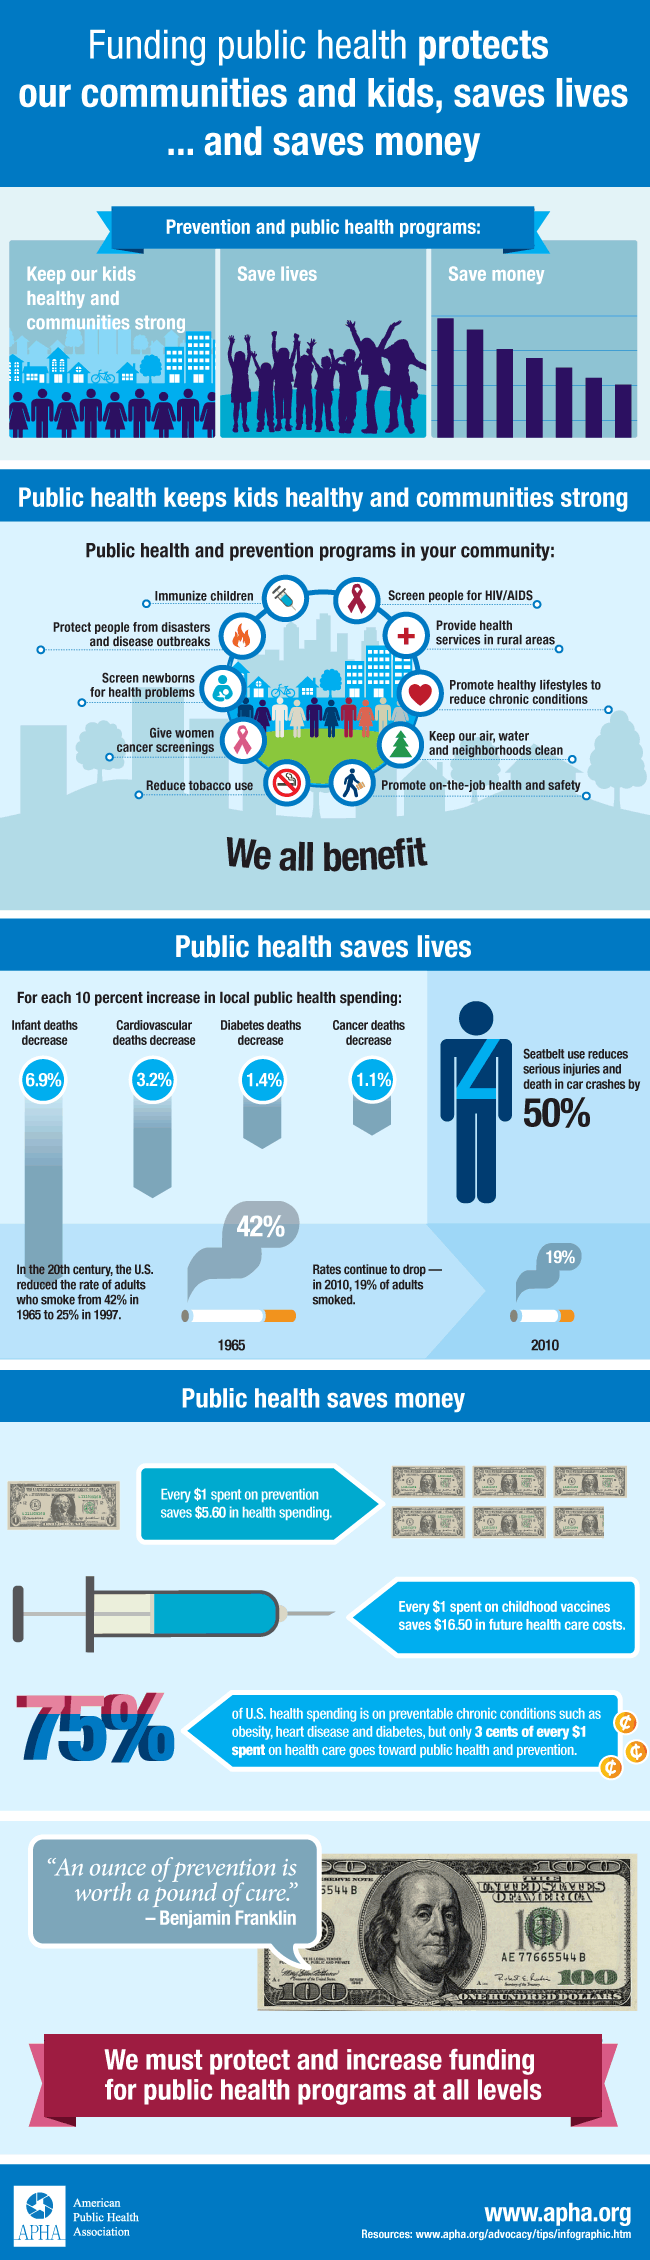 Funding public health protects
our communities and kids, saves lives
... and saves money
Prevention and public health programs:
Keep our kids
healthy and
communities strong
Save lives
Save money
Public health keeps kids healthy and communities strong
Public health and prevention programs in your community:
Immunize children
Screen people for HIV/AIDS
Protect people from disasters
and disease outbreaks
Provide health
services in rural areas
Screen newborns
for health problems
Promote healthy lifestyles to
reduce chronic conditions
Give women
cancer screenings
Keep our air, water
and neighborhoods clean
Reduce tobacco use
Promote on-the-job health and safety
We all benefit
Public health saves lives
For each 10 percent increase in local public health spending:
Infant deaths
decrease
Cardiovascular
deaths decrease
Diabetes deaths
decrease
Cancer deaths
decrease
6.9%
3.2%
1.4%
1.1%
Seatbelt use reduces
serious injuries and
death in car crashes by
50%
In the 20th century, the U.S.
reduced the rate of adults
who smoke from 42% in
1965 to 25% in 1997.
42%
1965
Rates continue to drop —
in 2010, 19% of adults
smoked.
19%
2010
Public health saves money
Every $1 spent on prevention
saves $5.60 in health spending.
Every $1 spent on childhood vaccines
saves $16.50 in future health care costs.
75%
of U.S. health spending is on preventable chronic conditions such as
obesity, heart disease and diabetes, but only 3 cents of every $1
spent on health care goes toward public health and prevention.
“An ounce of prevention is
worth a pound of cure.”
– Benjamin Franklin
100
5544 B
UNITED STATES
OF AMERICA
AE 77665544 B
100
100
ONE HUNDRED DOLLARS
We must protect and increase funding
for public health programs at all levels
APHA
American
Public Health
Association
www.apha.org
Resources: www.apha.org/advocacy/tips/infographic.htm